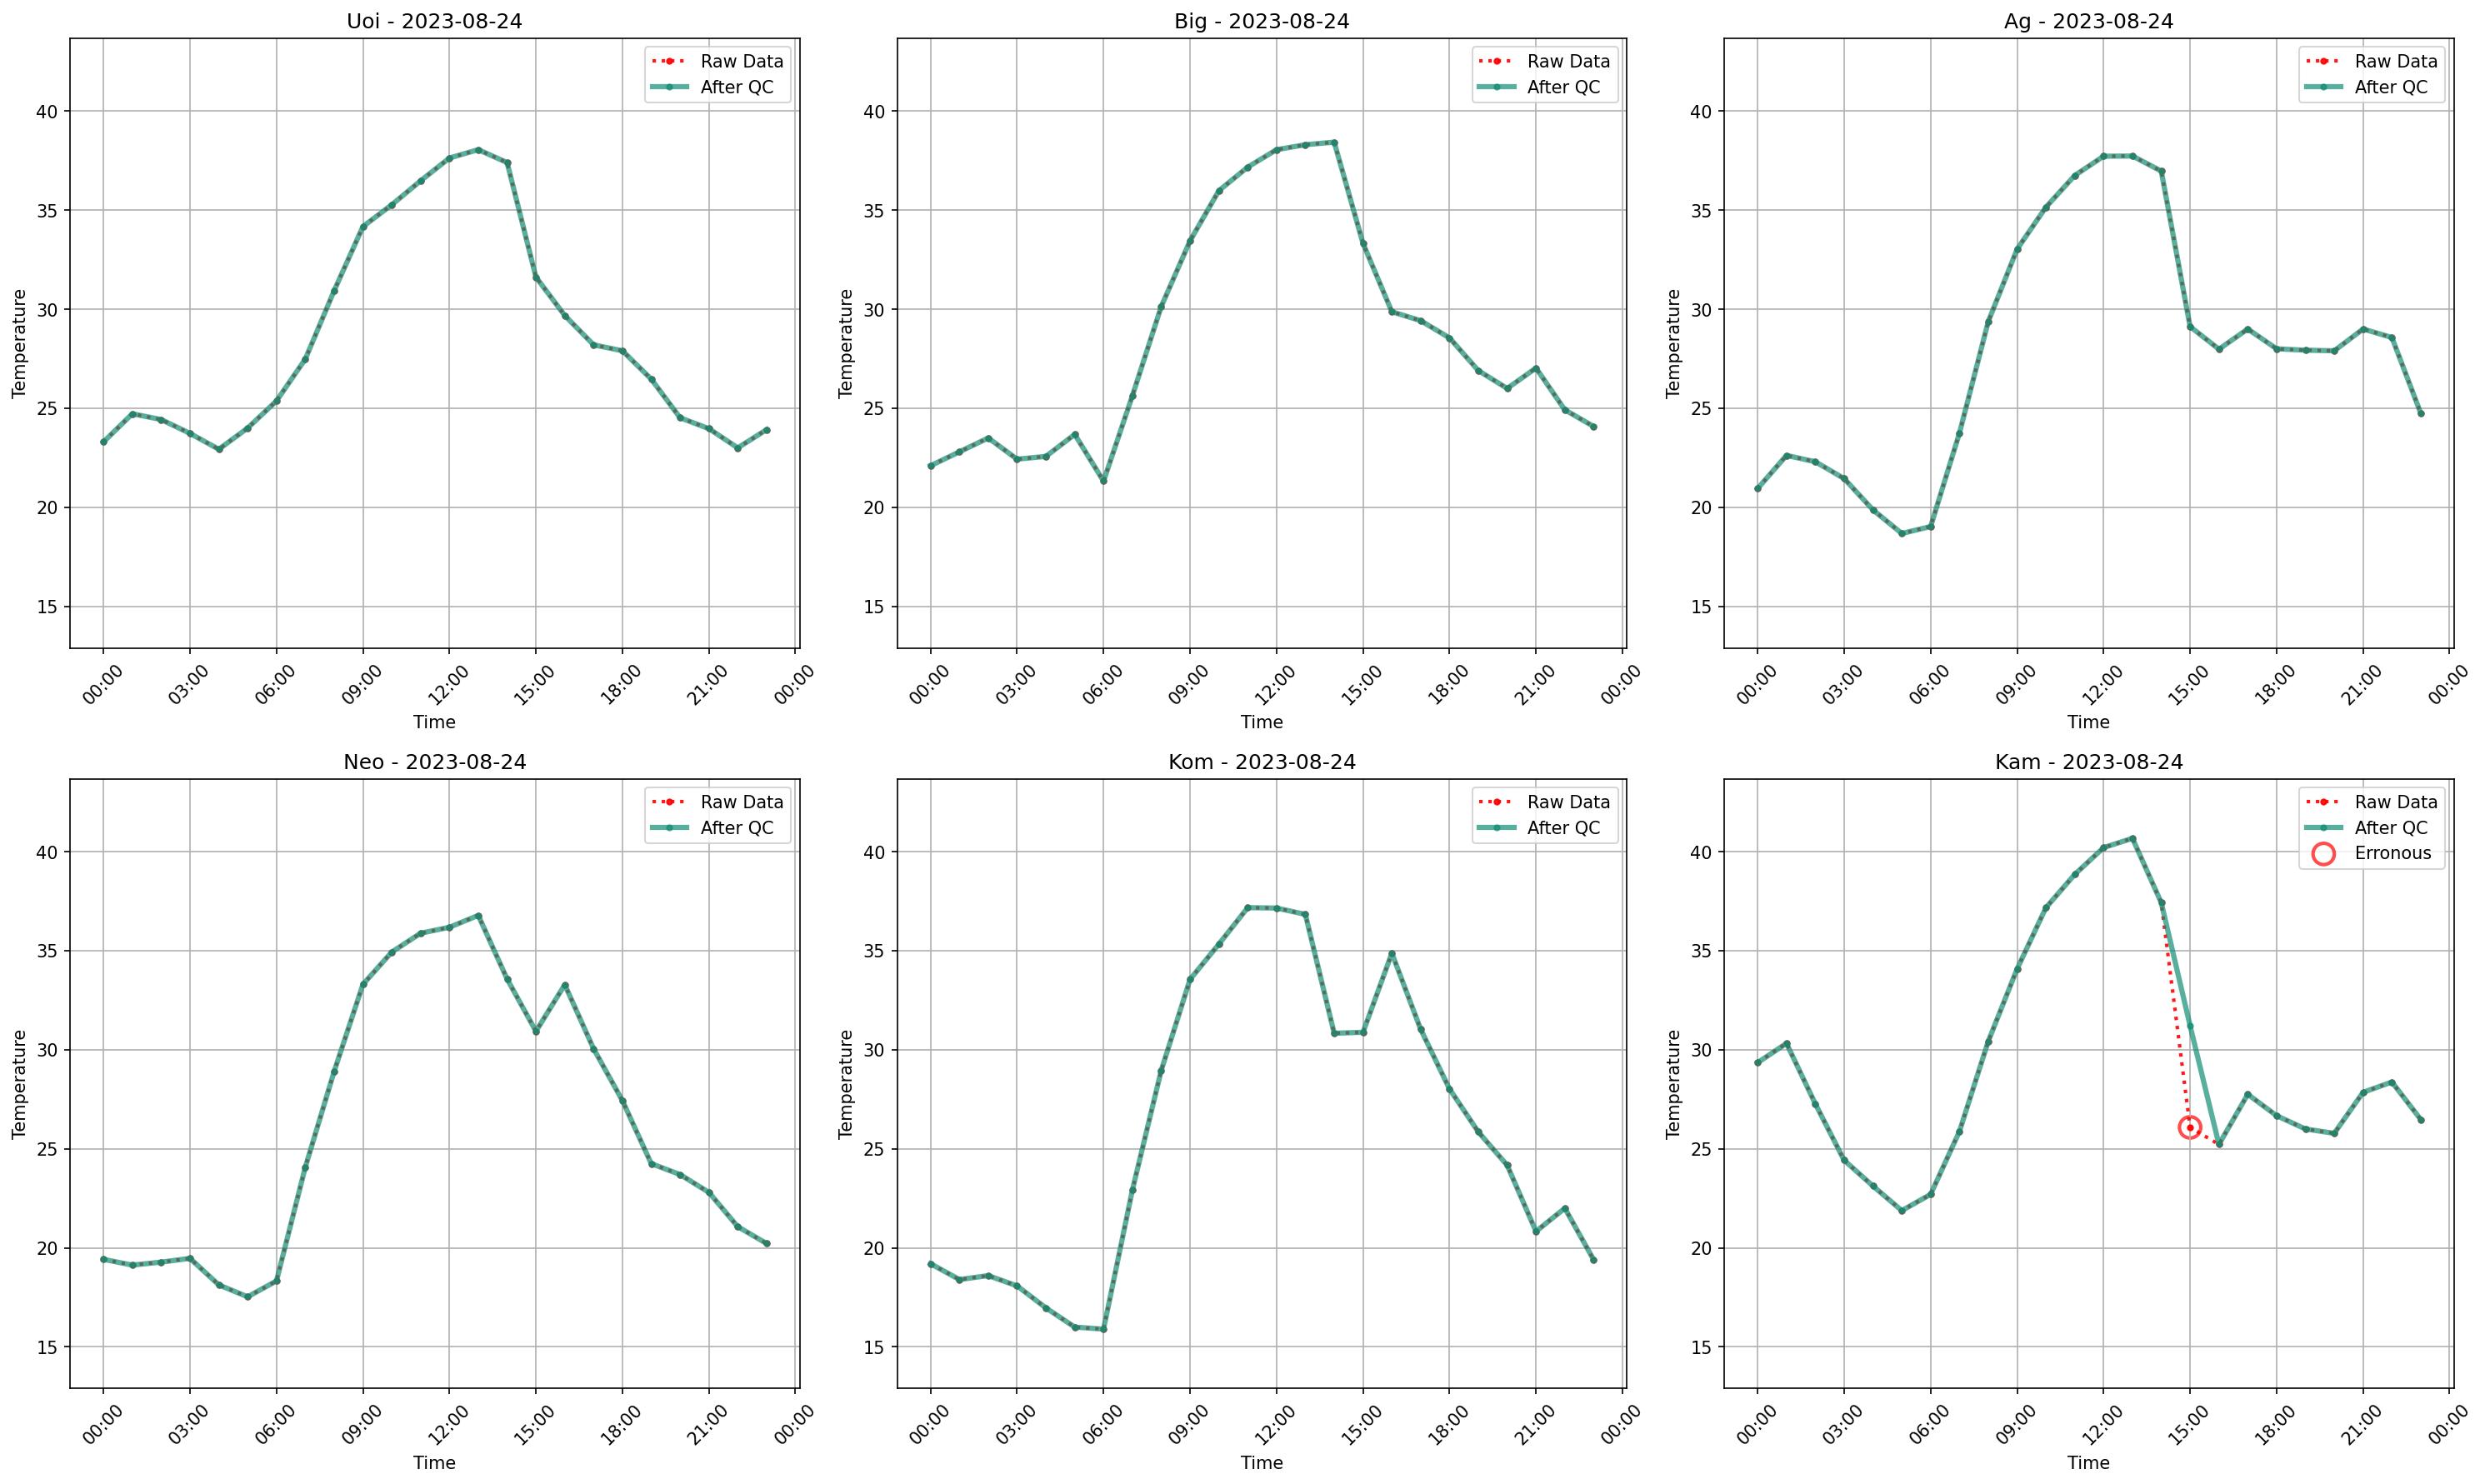 Uoi - 2023-08-24
Raw Data
After QC
40
35
30
25
20
15
Temperature
00:00
03:00
06:00
09:00
12:00
15:00
18:00
21:00
00:00
Time
Big - 2023-08-24
Raw Data
After QC
40
35
30
25
20
15
Temperature
00:00
03:00
06:00
09:00
12:00
15:00
18:00
21:00
00:00
Time
Ag - 2023-08-24
Raw Data
After QC
40
35
30
25
20
15
Temperature
00:00
03:00
06:00
09:00
12:00
15:00
18:00
21:00
00:00
Time
Neo - 2023-08-24
Raw Data
After QC
40
35
30
25
20
15
Temperature
00:00
03:00
06:00
09:00
12:00
15:00
18:00
21:00
00:00
Time
Kom - 2023-08-24
Raw Data
After QC
40
35
30
25
20
15
Temperature
00:00
03:00
06:00
09:00
12:00
15:00
18:00
21:00
00:00
Time
Kam - 2023-08-24
Raw Data
After QC
Erronous
40
35
30
25
20
15
Temperature
00:00
03:00
06:00
09:00
12:00
15:00
18:00
21:00
00:00
Time